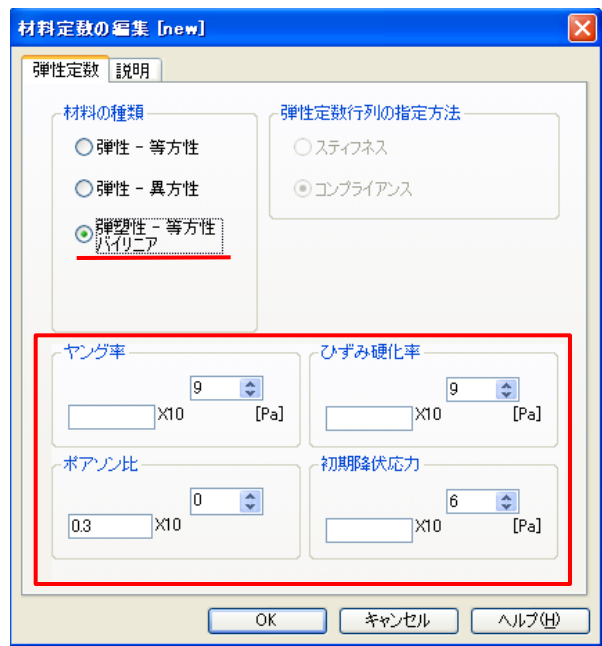 材料定数の編集 [new]
弾性定数 説明
材料の種類
弾性 - 等方性
弾性 - 異方性
弾塑性 - 等方性
バイリニア
弾性定数行列の指定方法
スティフネス
コンプライアンス
ヤング率
9
X10 [Pa]
ひずみ硬化率
9
X10 [Pa]
ポアソン比
0
0.3 X10
初期降伏応力
6
X10 [Pa]
OK キャンセル ヘルプ(H)